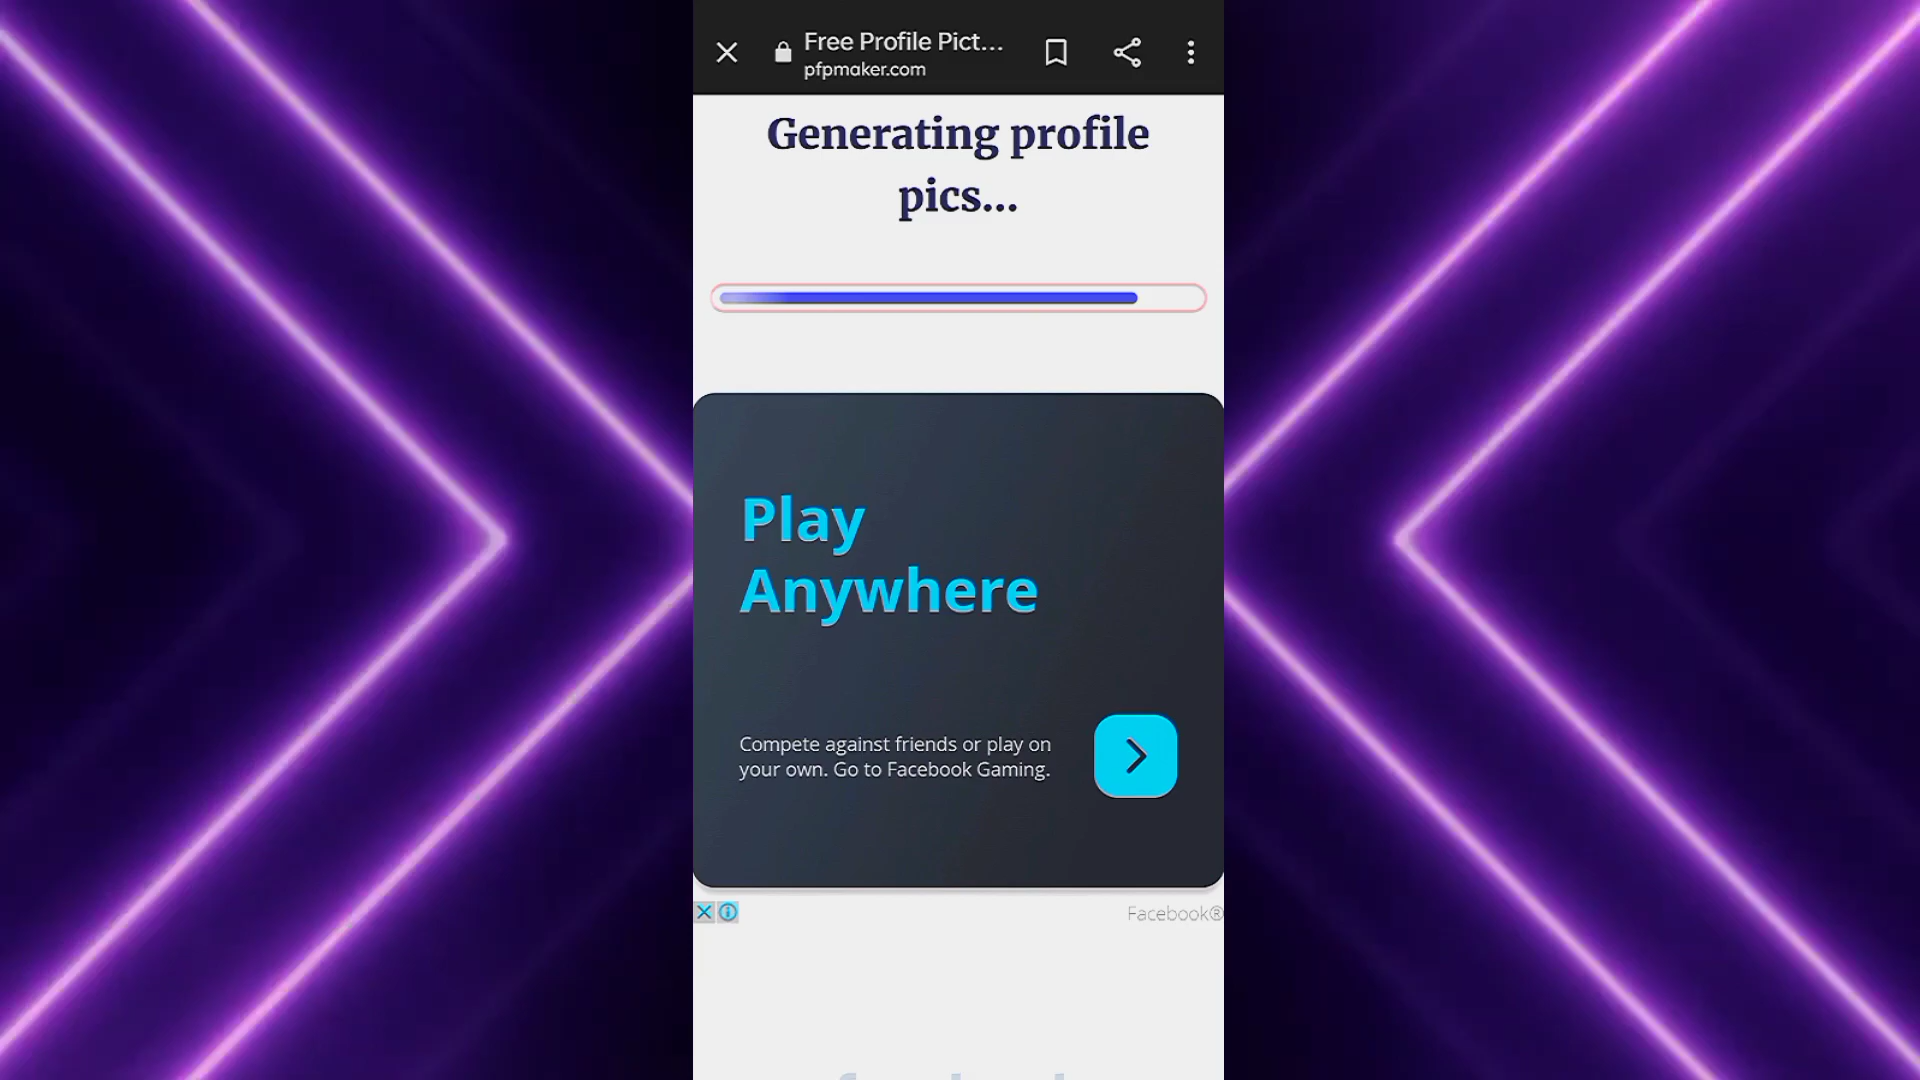 Free Profile Pict...
pfpmaker.com
Generating profile
pics...
Play
Anywhere
Compete against friends or play on
your own. Go to Facebook Gaming.
Facebook®